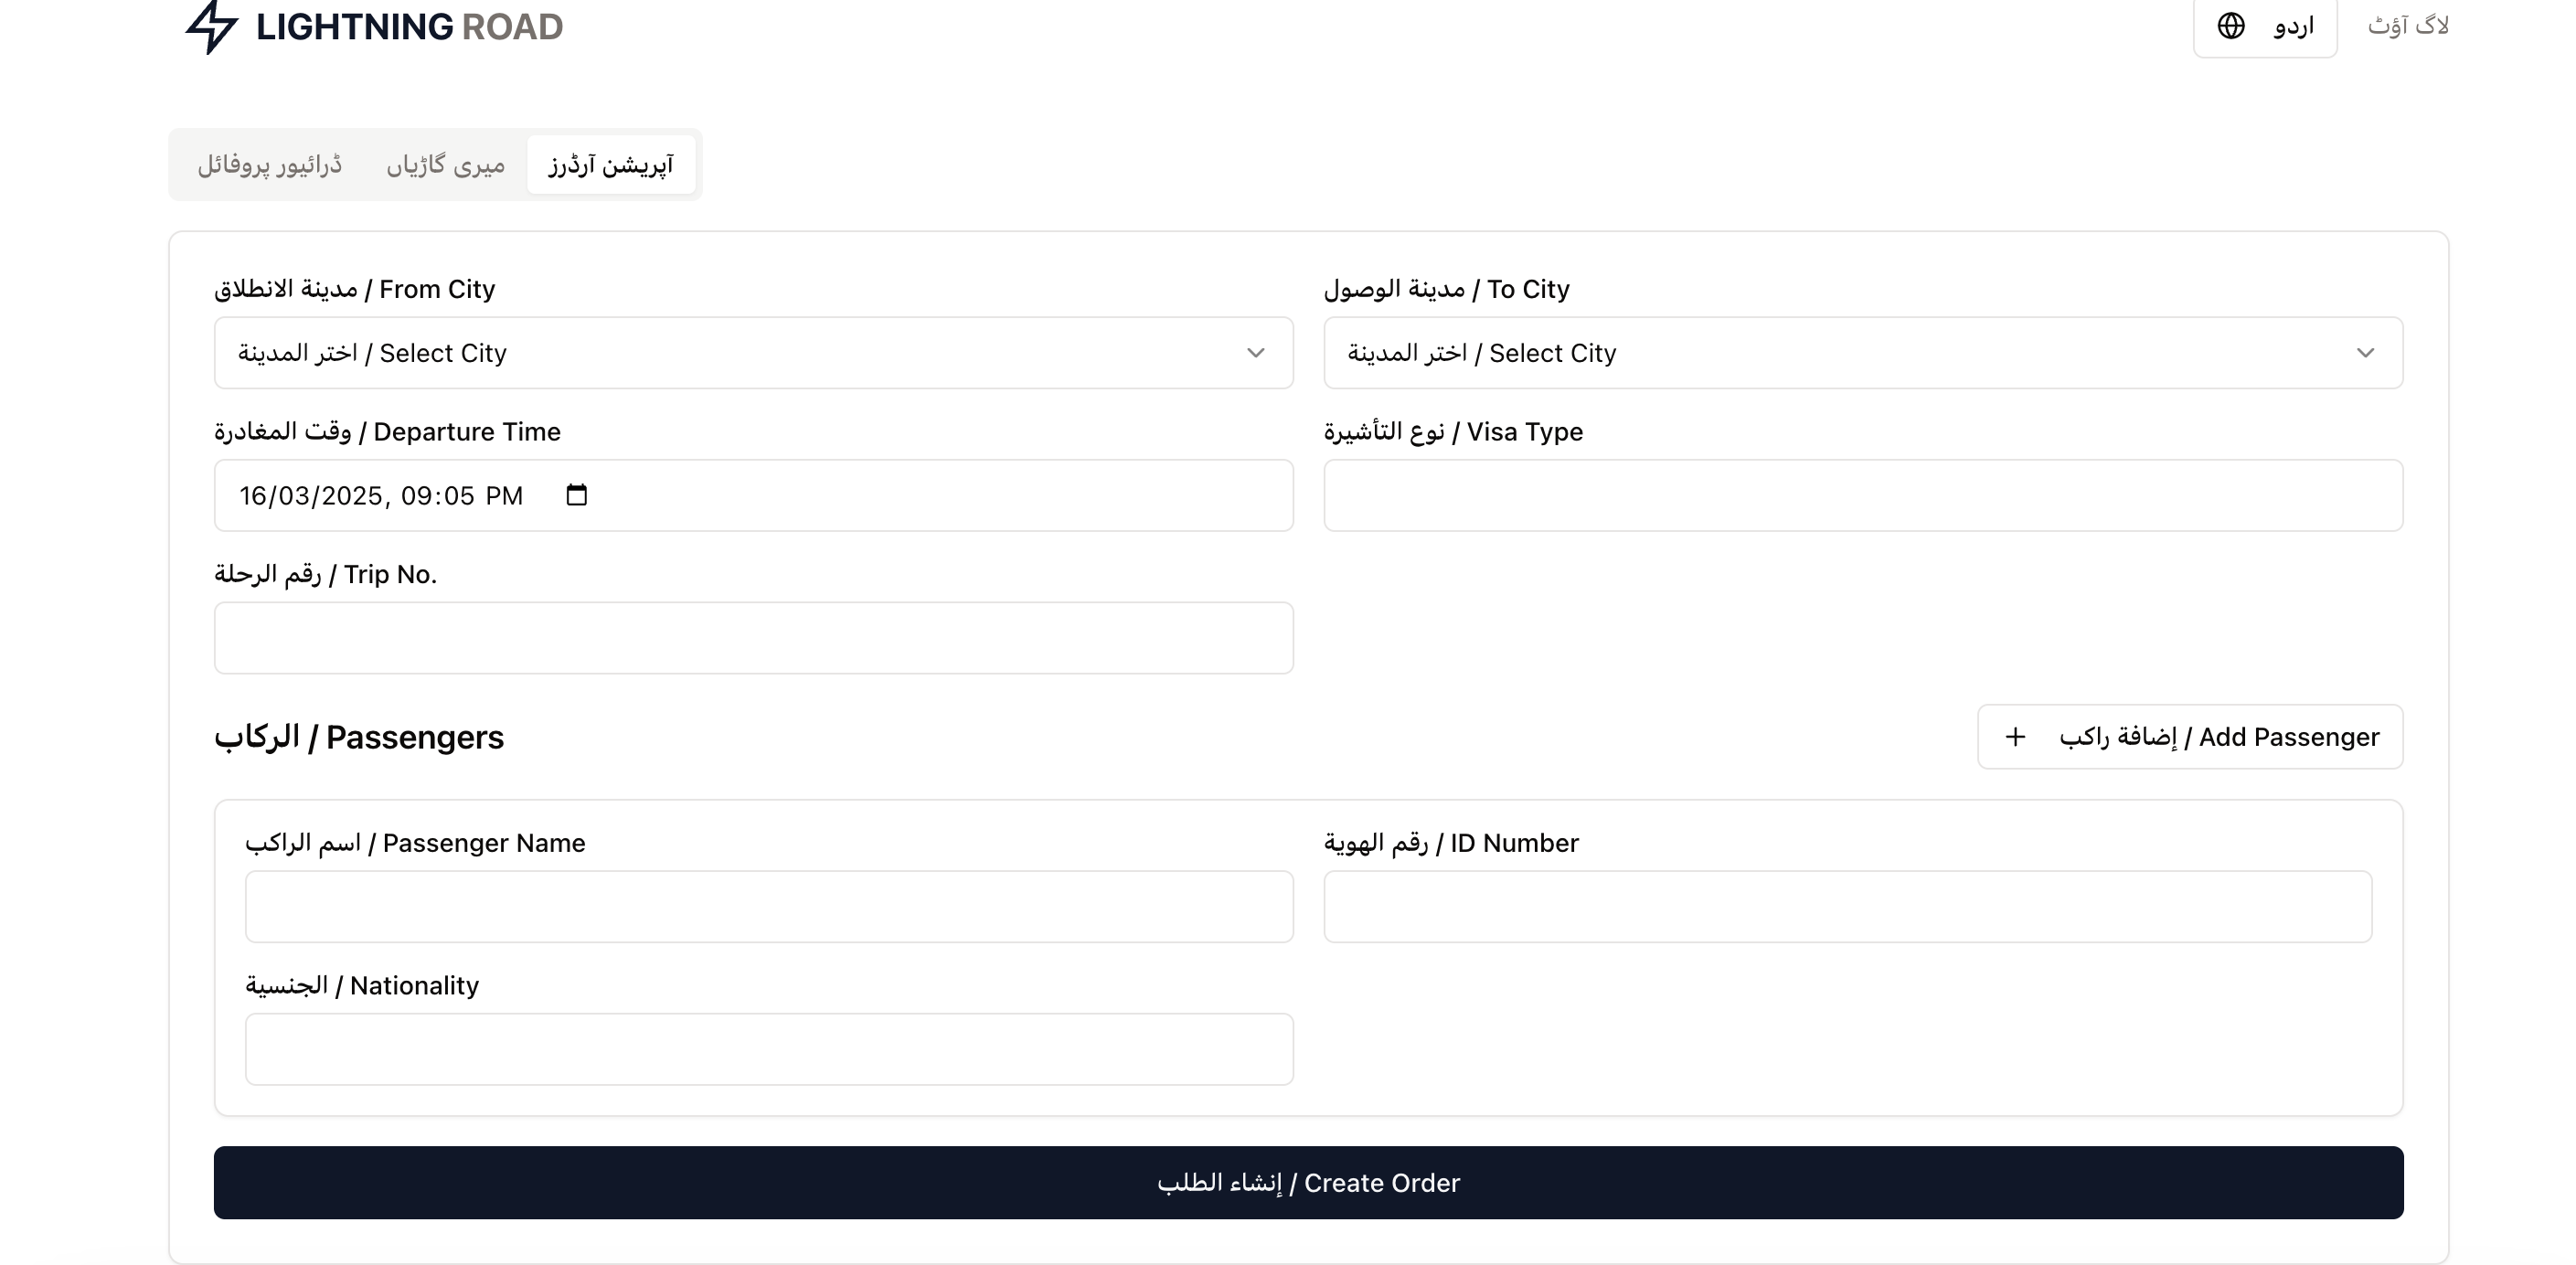 LIGHTNING ROAD
اردو
لاگ آؤٹ
ڈرائیور پروفائل
میری گاڑیاں
آپریشن آرڈرز
مدينة الانطلاق / From City
مدينة الوصول / To City
اختر المدينة / Select City
اختر المدينة / Select City
وقت المغادرة / Departure Time
نوع التأشيرة / Visa Type
16/03/2025, 09:05 PM
رقم الرحلة / Trip No.
الركاب / Passengers
إضافة راكب / Add Passenger
اسم الراكب / Passenger Name
رقم الهوية / ID Number
الجنسية / Nationality
إنشاء الطلب / Create Order